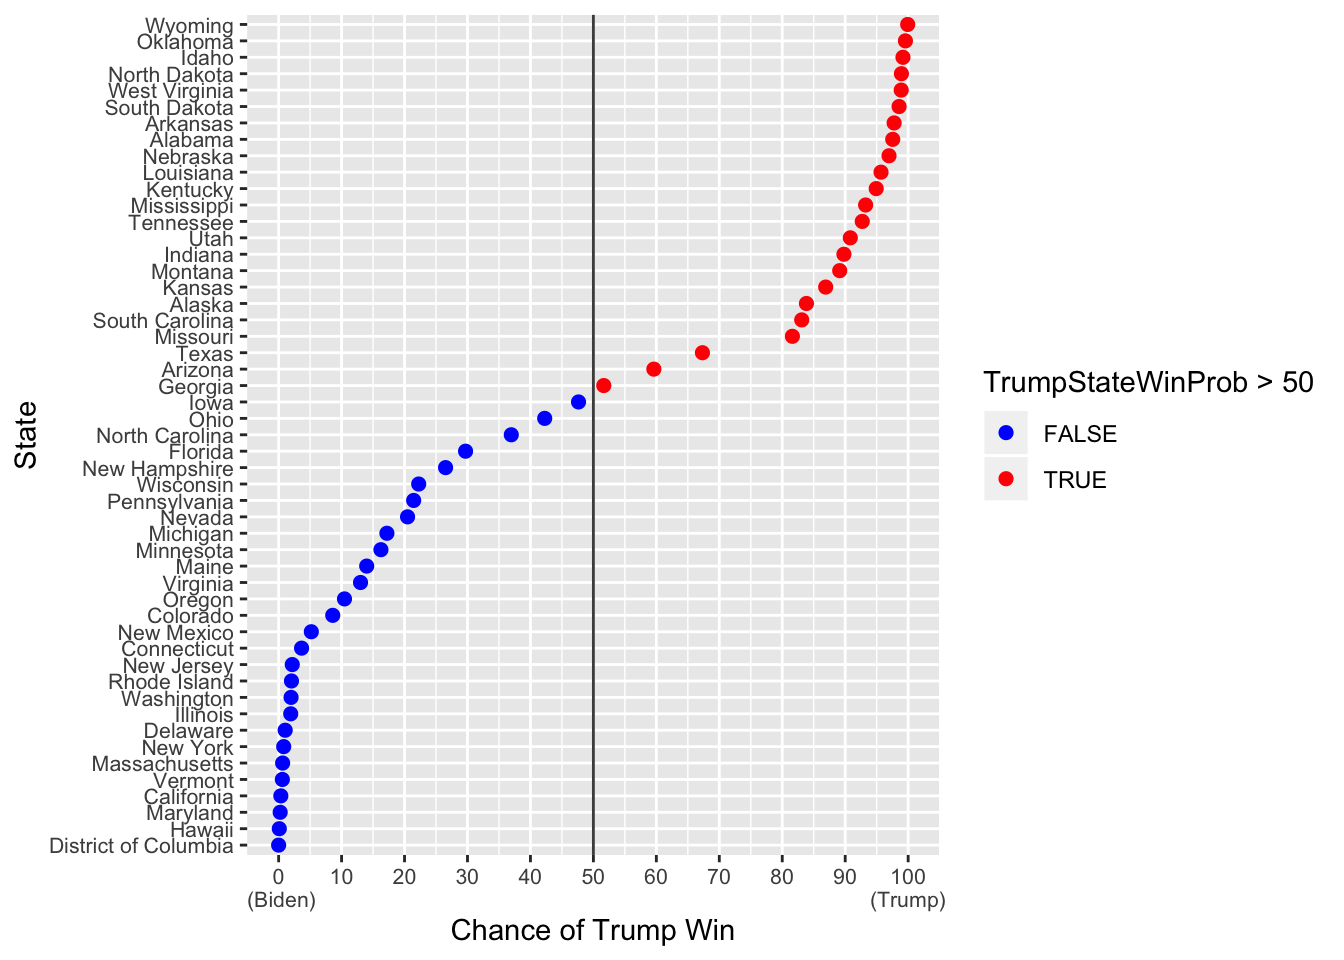 Wyoming
Oklahoma
Idaho
North Dakota
West Virginia
South Dakota
Arkansas
Alabama
Nebraska
Louisiana
Kentucky
Mississippi
Tennessee
Utah
Indiana
Montana
Kansas
Alaska
South Carolina
Missouri
Texas
Arizona
Georgia
Iowa
Ohio
North Carolina
Florida
New Hampshire
Wisconsin
Pennsylvania
Nevada
Michigan
Minnesota
Maine
Virginia
Oregon
Colorado
New Mexico
Connecticut
New Jersey
Rhode Island
Washington
Illinois
Delaware
New York
Massachusetts
Vermont
California
Maryland
Hawaii
District of Columbia
State
0 10 20 30 40 50 60 70 80 90 100
(Biden) (Trump)
Chance of Trump Win
TrumpStateWinProb > 50
FALSE
TRUE